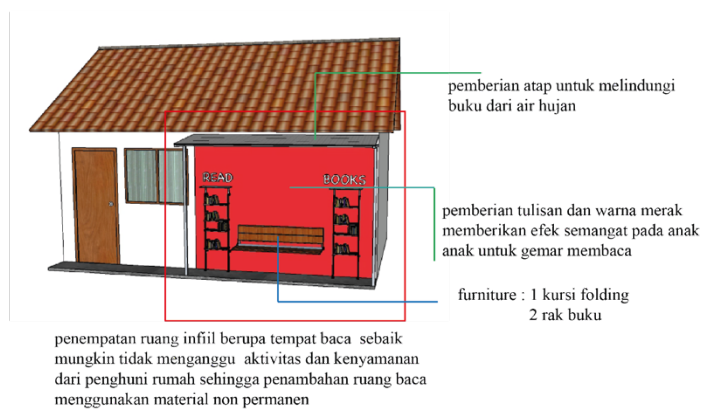 pemberian atap untuk melindungi
buku dari air hujan
READ
BOOKS
pemberian tulisan dan warna merak
memberikan efek semangat pada anak
anak untuk gemar membaca
furniture : 1 kursi folding
2 rak buku
penempatan ruang infiil berupa tempat baca sebaik
mungkin tidak menganggu aktivitas dan kenyamanan
dari penghuni rumah sehingga penambahan ruang baca
menggunakan material non permanen